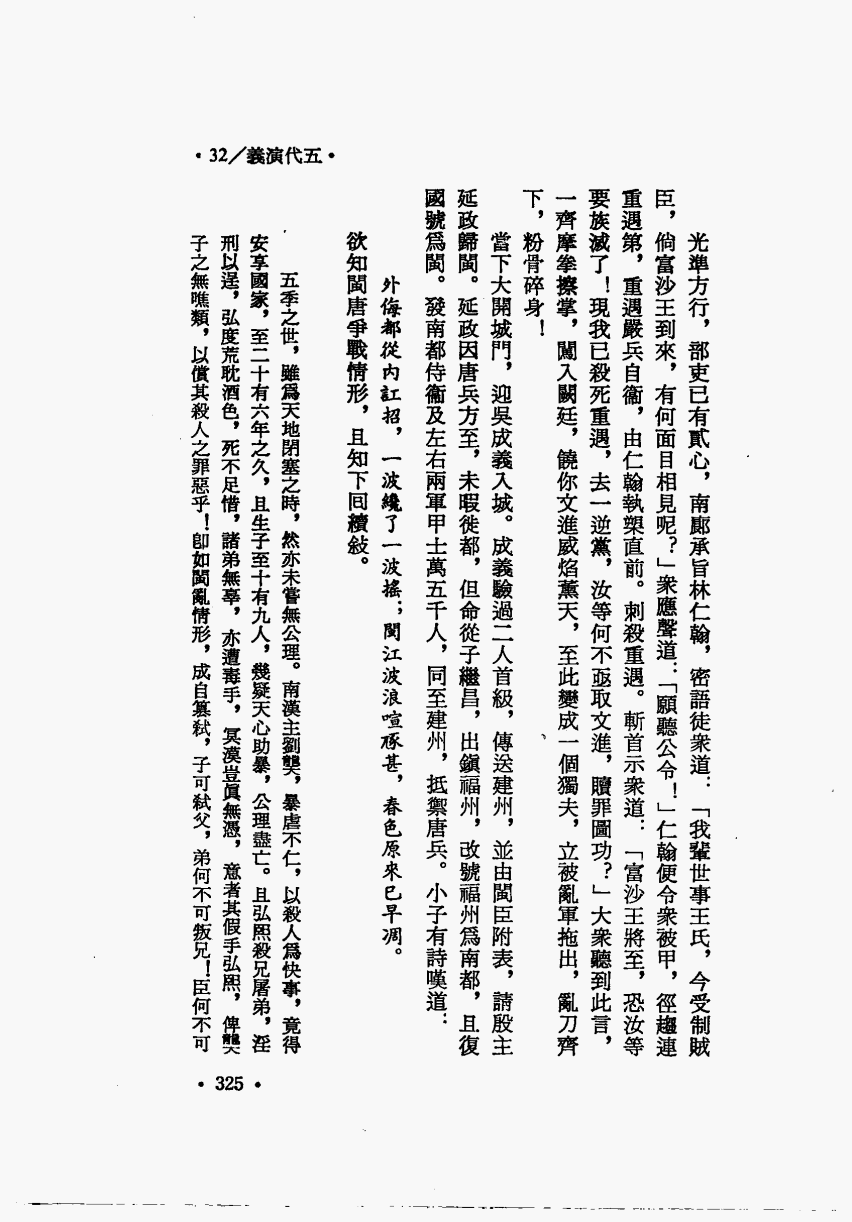 •32／義演代五•
光準方行，部吏已有貳心，南廊承旨林仁翰，密語徒衆道：「我輩世事王氏，今受制賊
臣，倘富沙王到來，有何面目相見呢？」衆應聲道：「願聽公令！」仁翰便令衆被甲，徑趨連
重遇第，重遇嚴兵自衞，由仁翰執槊直前。刺殺重遇。斬首示衆道：「富沙王將至，恐汝等
要族滅了！現我已殺死重遇，去一逆黨，汝等何不亟取文進，贖罪圖功？」大衆聽到此言，
一齊摩拳擦掌，闖入闕廷，饒你文進威焰薰天，至此變成一個獨夫，立被亂軍拖出，亂刀齊
下，粉骨碎身！
當下大開城門，迎吳成義入城。成義驗過二人首級，傳送建州，並由閩臣附表，請殷主
延政歸閩。延政因唐兵方至，未暇徙都，但命從子繼昌，出鎭福州，改號福州爲南都，且復
國號爲閩。發南都侍衞及左右兩軍甲士萬五千人，同至建州，抵禦唐兵。小子有詩嘆道：
外侮都從内訌招，一波纔了一波搖；閩江波浪喧豗甚，春色原來已早凋。
欲知閩唐爭戰情形，且知下囘續敍。
五季之世，雖爲天地閉塞之時，然亦未嘗無公理。南漢主劉龑，暴虐不仁，以殺人爲快事，竟得
安享國家，至二十有六年之久，且生子至十有九人，幾疑天心助暴，公理盡亡。且弘熙殺兄屠弟，淫
刑以逞，弘度荒耽酒色，死不足惜，諸弟無辜，亦遭毒手，冥漠豈眞無憑，意者其假手弘熙，俾龑
子之無噍類，以償其殺人之罪惡乎！卽如閩亂情形，成自篡弒，子可弒父，弟何不可叛兄！臣何不可
•325•